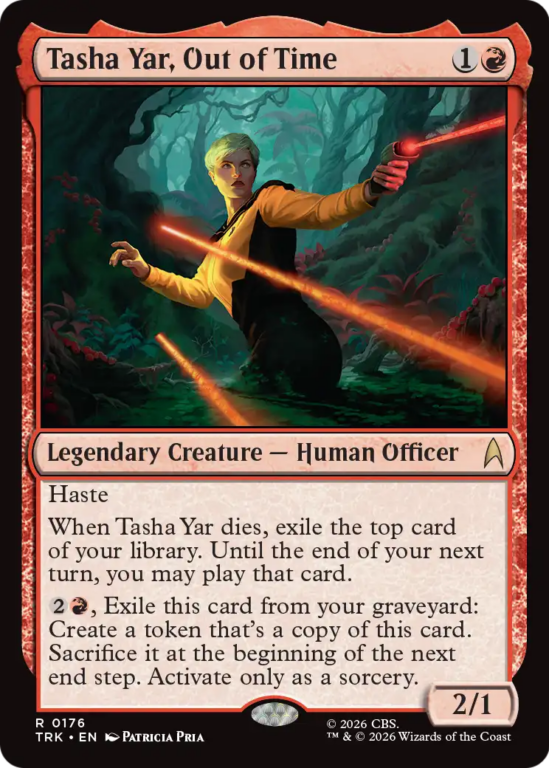 Tasha Yar, Out of Time 1
Legendary Creature — Human Officer
Haste
When Tasha Yar dies, exile the top card
of your library. Until the end of your next
turn, you may play that card.
2, Exile this card from your graveyard:
Create a token that's a copy of this card.
Sacrifice it at the beginning of the next
end step. Activate only as a sorcery.
2/1
R 0176
TRK • EN Patricia Pria
© 2026 CBS.
™ & © 2026 Wizards of the Coast